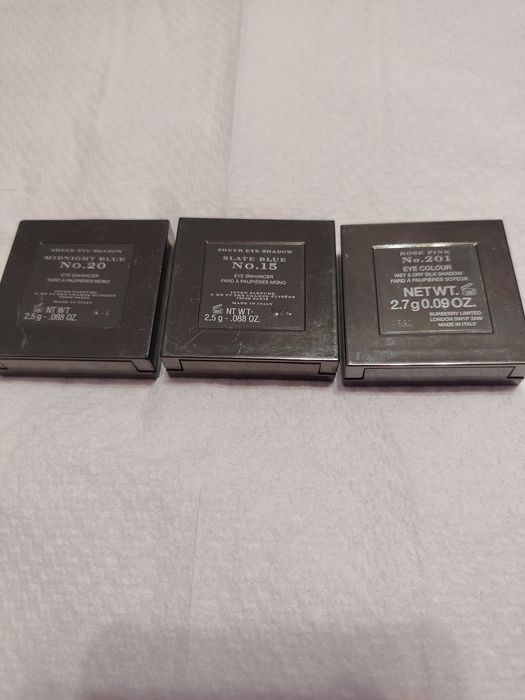 SHEER EYE SHADOW
MIDNIGHT BLUE
No.20
EYE ENHANCER
FARD À PAUPIÈRES MONO
MADE IN ITALY
NT WT
2,5 g - .088 OZ.
SHEER EYE SHADOW
SLATE BLUE
No.15
EYE ENHANCER
FARD À PAUPIÈRES MONO
MADE IN ITALY
NT WT
2,5 g - .088 OZ.
ROSE PINK
No.201
EYE COLOUR
WET & DRY SILK SHADOW
FARD À PAUPIÈRES SOYEUX
NET WT.
2.7g 0.09 OZ.
BURBERRY LIMITED
LONDON SW1P 2AW
MADE IN ITALY